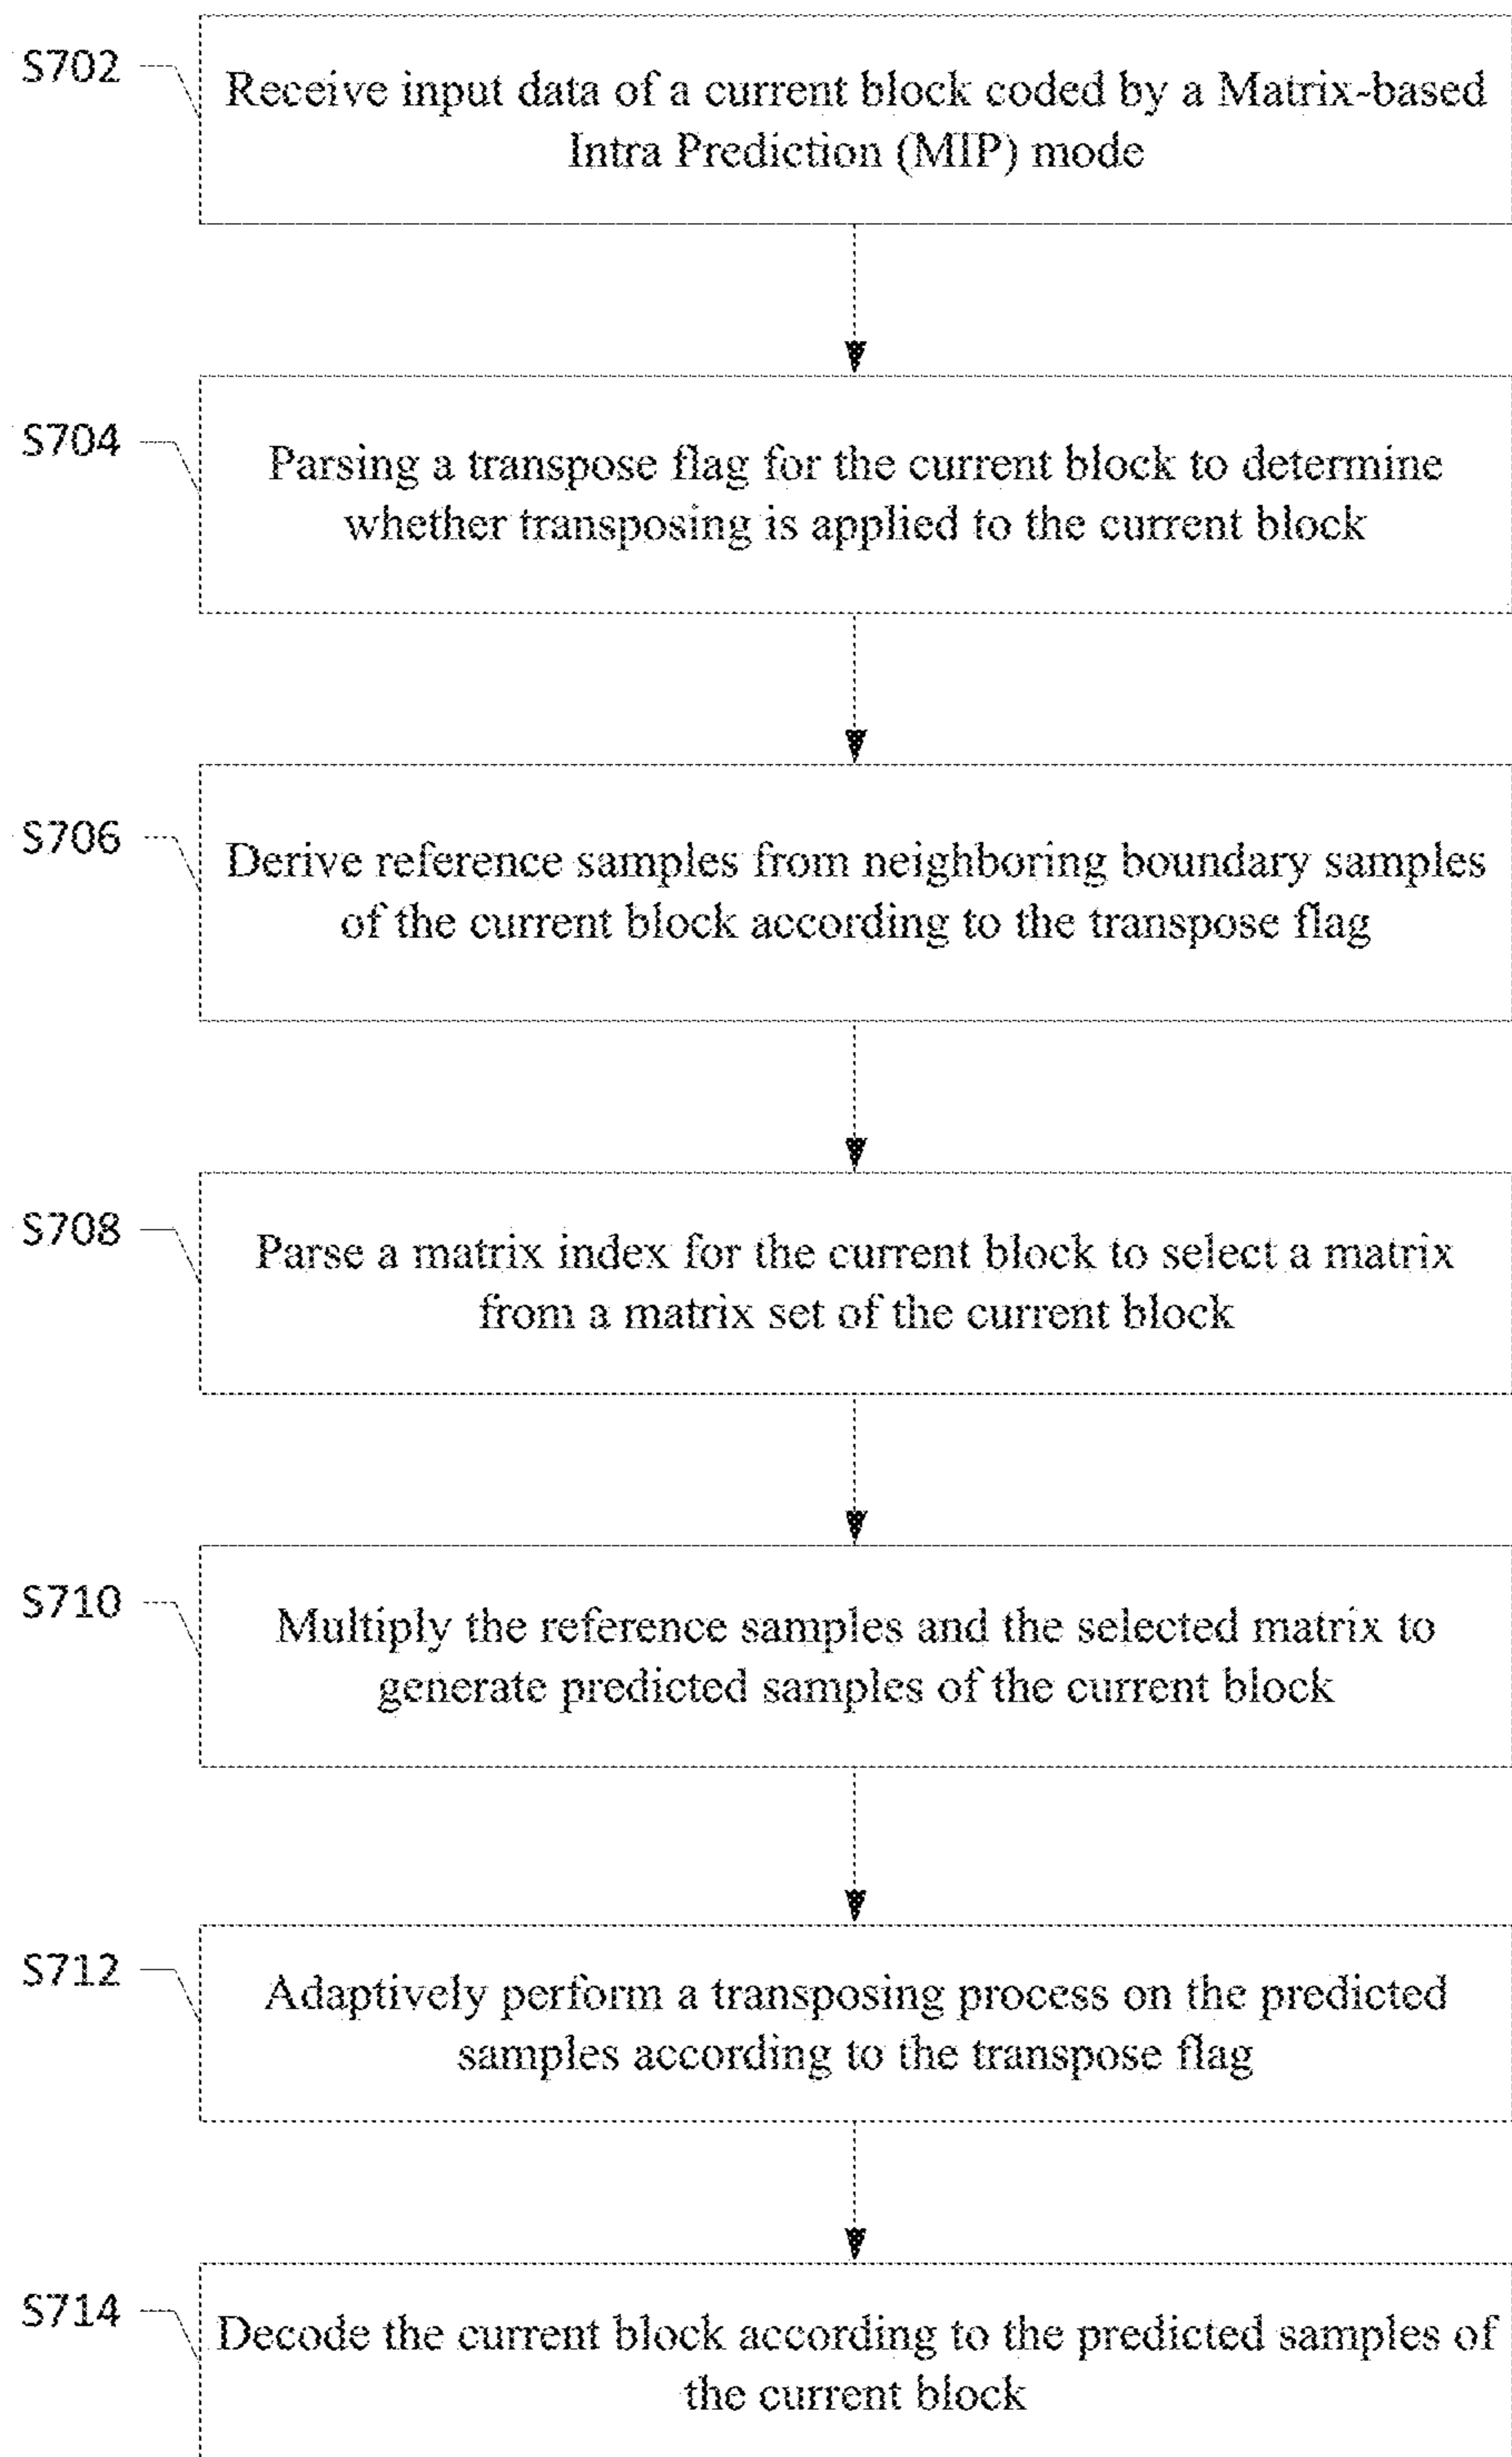 S702
Receive input data of a current block coded by a Matrix-based
Intra Prediction (MIP) mode
S704
Parsing a transpose flag for the current block to determine
whether transposing is applied to the current block
S706
Derive reference samples from neighboring boundary samples
of the current block according to the transpose flag
S708
Parse a matrix index for the current block to select a matrix
from a matrix set of the current block
S710
Multiply the reference samples and the selected matrix to
generate predicted samples of the current block
S712
Adaptively perform a transposing process on the predicted
samples according to the transpose flag
S714
Decode the current block according to the predicted samples of
the current block